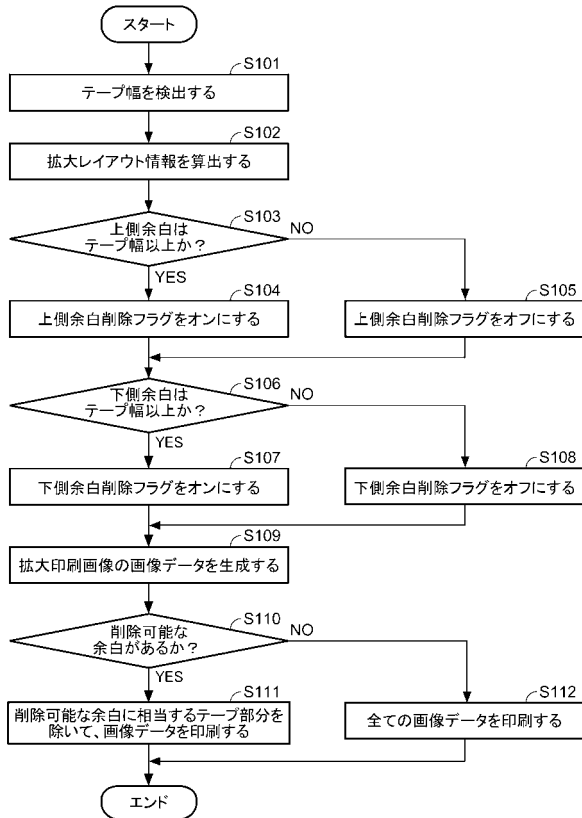 スタート
S101
テープ幅を検出する
S102
拡大レイアウト情報を算出する
S103
上側余白は
テープ幅以上か?
NO
YES
S104
上側余白削除フラグをオンにする
S105
上側余白削除フラグをオフにする
S106
下側余白は
テープ幅以上か?
NO
YES
S107
下側余白削除フラグをオンにする
S108
下側余白削除フラグをオフにする
S109
拡大印刷画像の画像データを生成する
S110
削除可能な
余白があるか?
NO
YES
S111
削除可能な余白に相当するテープ部分を
除いて、画像データを印刷する
S112
全ての画像データを印刷する
エンド